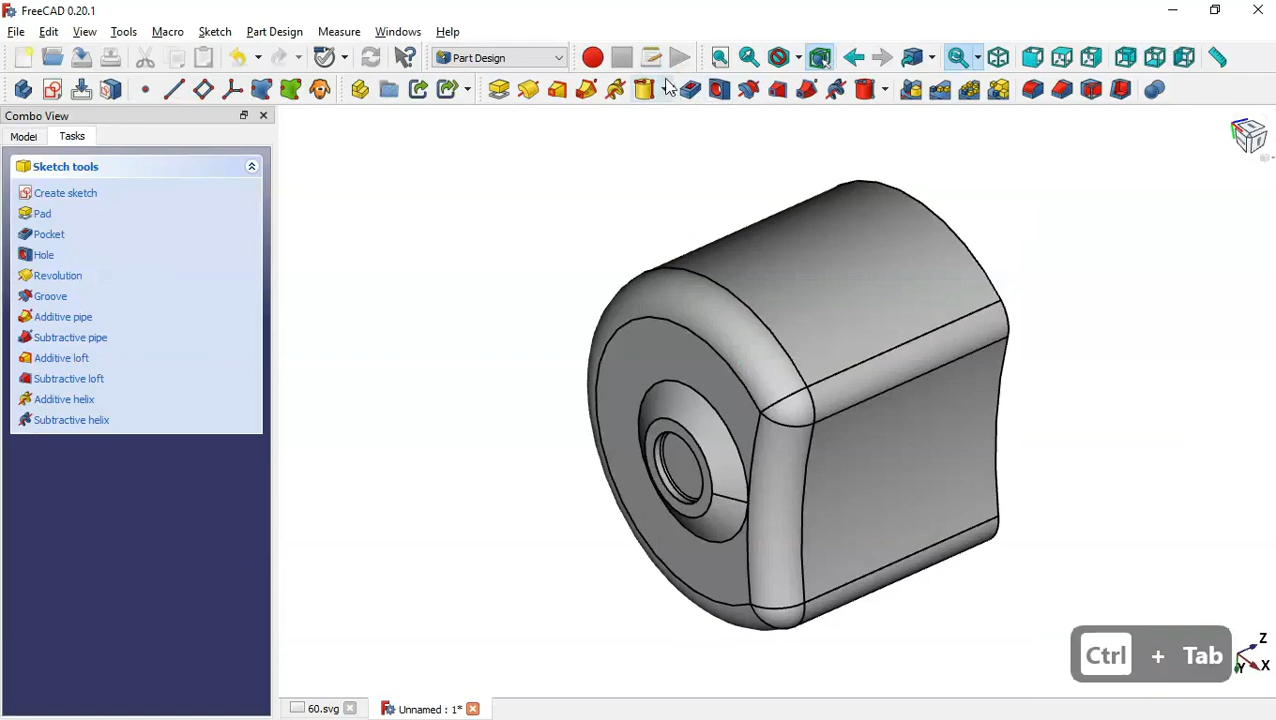 FreeCAD 0.20.1
File Edit View Tools Macro Sketch Part Design Measure Windows Help
Part Design
Combo View
Model Tasks
Sketch tools
Create sketch
Pad
Pocket
Hole
Revolution
Groove
Additive pipe
Subtractive pipe
Additive loft
Subtractive loft
Additive helix
Subtractive helix
Ctrl + Tab
Z
X
Y
60.svg
Unnamed : 1*